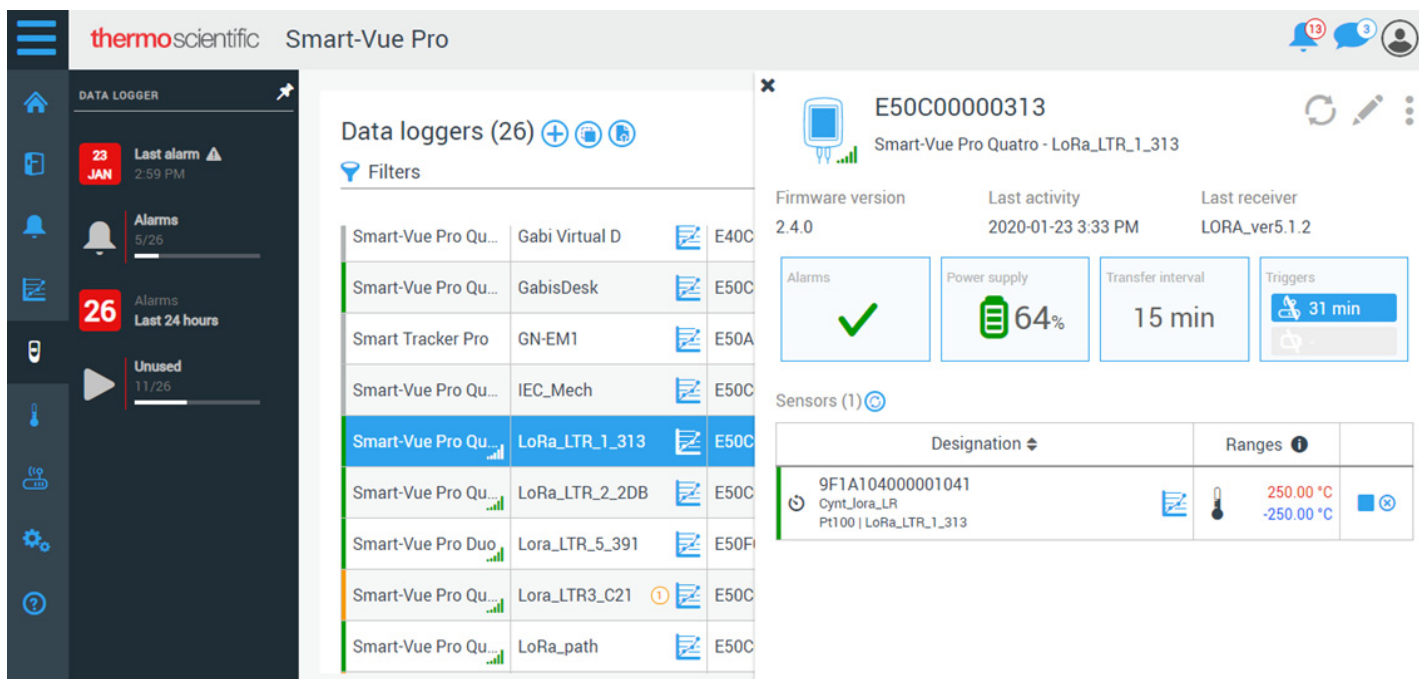 thermoscientific Smart-Vue Pro
13
3
DATA LOGGER
23 JAN
Last alarm
2:59 PM
Alarms
5/26
26
Alarms
Last 24 hours
Unused
11/26
Data loggers (26)
Filters
Smart-Vue Pro Qu... Gabi Virtual D E40C
Smart-Vue Pro Qu... GabisDesk E50C
Smart Tracker Pro GN-EM1 E50A
Smart-Vue Pro Qu... IEC_Mech E50C
Smart-Vue Pro Qu... LoRa_LTR_1_313 E50C
Smart-Vue Pro Qu... LoRa_LTR_2_2DB E50C
Smart-Vue Pro Duo Lora_LTR_5_391 E50F
Smart-Vue Pro Qu... Lora_LTR3_C21 1 E50C
Smart-Vue Pro Qu... LoRa_path E50C
E50C00000313
Smart-Vue Pro Quatro - LoRa_LTR_1_313
Firmware version Last activity Last receiver
2.4.0 2020-01-23 3:33 PM LORA_ver5.1.2
Alarms Power supply Transfer interval Triggers
64% 15 min 31 min
-
Sensors (1)
Designation Ranges
9F1A104000001041
Cynt_lora_LR
Pt100 | LoRa_LTR_1_313
250.00 °C
-250.00 °C